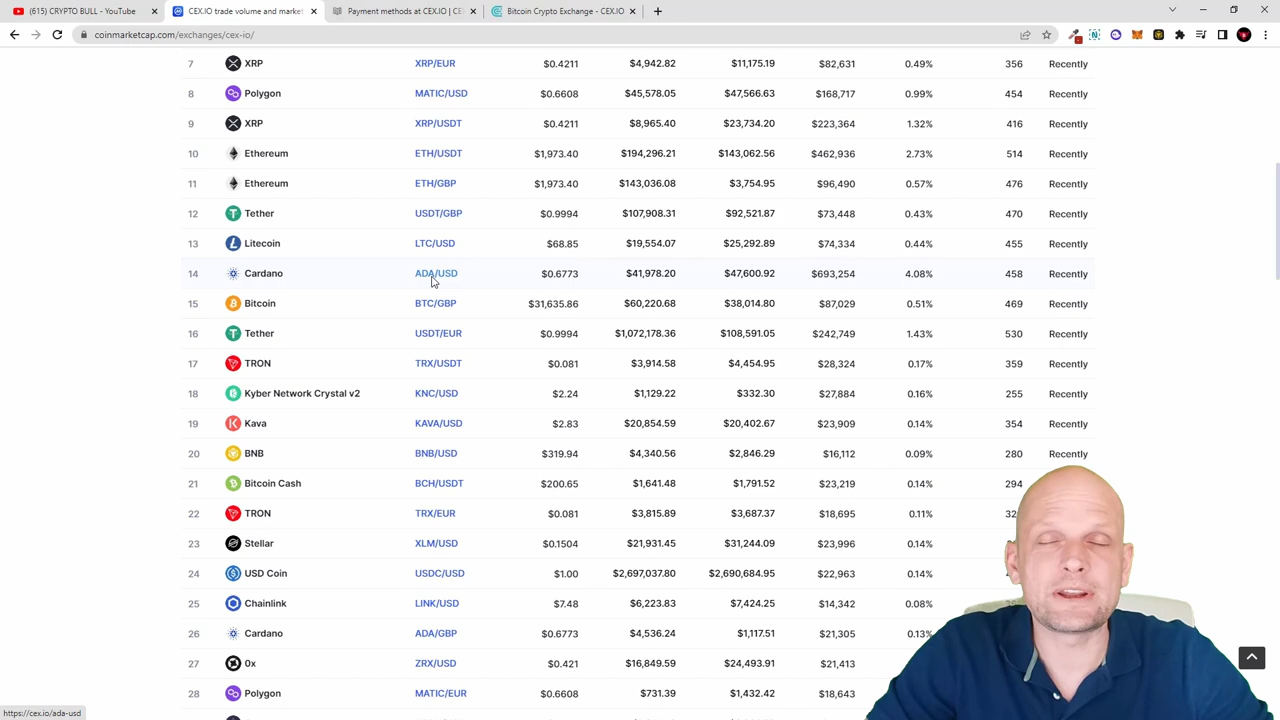 (615) CRYPTO BULL - YouTube
CEX.IO trade volume and market
Payment methods at CEX.IO | CE
Bitcoin Crypto Exchange - CEX.IO
coinmarketcap.com/exchanges/cex-io/
7 XRP XRP/EUR $0.4211 $4,942.82 $11,175.19 $82,631 0.49% 356 Recently
8 Polygon MATIC/USD $0.6608 $45,578.05 $47,566.63 $168,717 0.99% 454 Recently
9 XRP XRP/USDT $0.4211 $8,965.40 $23,734.20 $223,364 1.32% 416 Recently
10 Ethereum ETH/USDT $1,973.40 $194,296.21 $143,062.56 $462,936 2.73% 514 Recently
11 Ethereum ETH/GBP $1,973.40 $143,036.08 $3,754.95 $96,490 0.57% 476 Recently
12 Tether USDT/GBP $0.9994 $107,908.31 $92,521.87 $73,448 0.43% 470 Recently
13 Litecoin LTC/USD $68.85 $19,554.07 $25,292.89 $74,334 0.44% 455 Recently
14 Cardano ADA/USD $0.6773 $41,978.20 $47,600.92 $693,254 4.08% 458 Recently
15 Bitcoin BTC/GBP $31,635.86 $60,220.68 $38,014.80 $87,029 0.51% 469 Recently
16 Tether USDT/EUR $0.9994 $1,072,178.36 $108,591.05 $242,749 1.43% 530 Recently
17 TRON TRX/USDT $0.081 $3,914.58 $4,454.95 $28,324 0.17% 359 Recently
18 Kyber Network Crystal v2 KNC/USD $2.24 $1,129.22 $332.30 $27,884 0.16% 255 Recently
19 Kava KAVA/USD $2.83 $20,854.59 $20,402.67 $23,909 0.14% 354 Recently
20 BNB BNB/USD $319.94 $4,340.56 $2,846.29 $16,112 0.09% 280 Recently
21 Bitcoin Cash BCH/USDT $200.65 $1,641.48 $1,791.52 $23,219 0.14% 294
22 TRON TRX/EUR $0.081 $3,815.89 $3,687.37 $18,695 0.11% 32
23 Stellar XLM/USD $0.1504 $21,931.45 $31,244.09 $23,996 0.14%
24 USD Coin USDC/USD $1.00 $2,697,037.80 $2,690,684.95 $22,963 0.14%
25 Chainlink LINK/USD $7.48 $6,223.83 $7,424.25 $14,342 0.08%
26 Cardano ADA/GBP $0.6773 $4,536.24 $1,117.51 $21,305 0.13%
27 0x ZRX/USD $0.421 $16,849.59 $24,493.91 $21,413
28 Polygon MATIC/EUR $0.6608 $731.39 $1,432.42 $18,643
https://cex.io/ada-usd